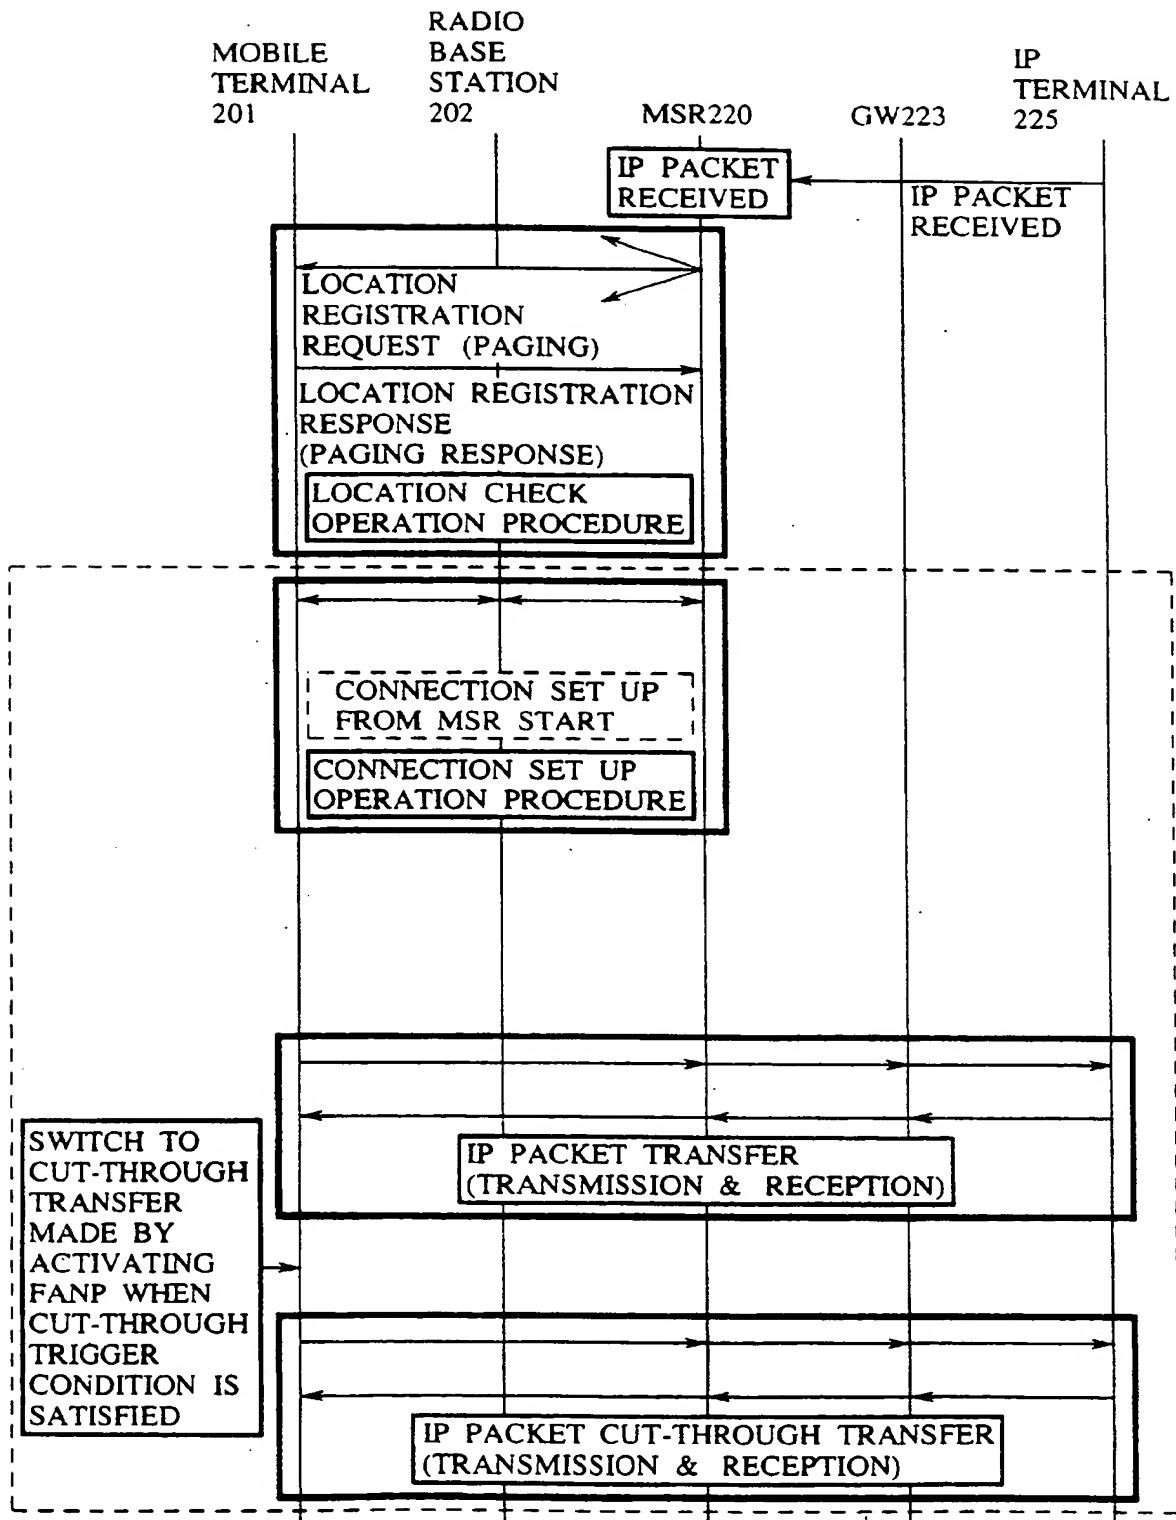 MOBILE
TERMINAL
201
RADIO
BASE
STATION
202
MSR220
GW223
IP
TERMINAL
225
IP PACKET
RECEIVED
IP PACKET
RECEIVED
LOCATION
REGISTRATION
REQUEST (PAGING)
LOCATION REGISTRATION
RESPONSE
(PAGING RESPONSE)
LOCATION CHECK
OPERATION PROCEDURE
CONNECTION SET UP
FROM MSR START
CONNECTION SET UP
OPERATION PROCEDURE
IP PACKET TRANSFER
(TRANSMISSION & RECEPTION)
SWITCH TO
CUT-THROUGH
TRANSFER
MADE BY
ACTIVATING
FANP WHEN
CUT-THROUGH
TRIGGER
CONDITION IS
SATISFIED
IP PACKET CUT-THROUGH TRANSFER
(TRANSMISSION & RECEPTION)